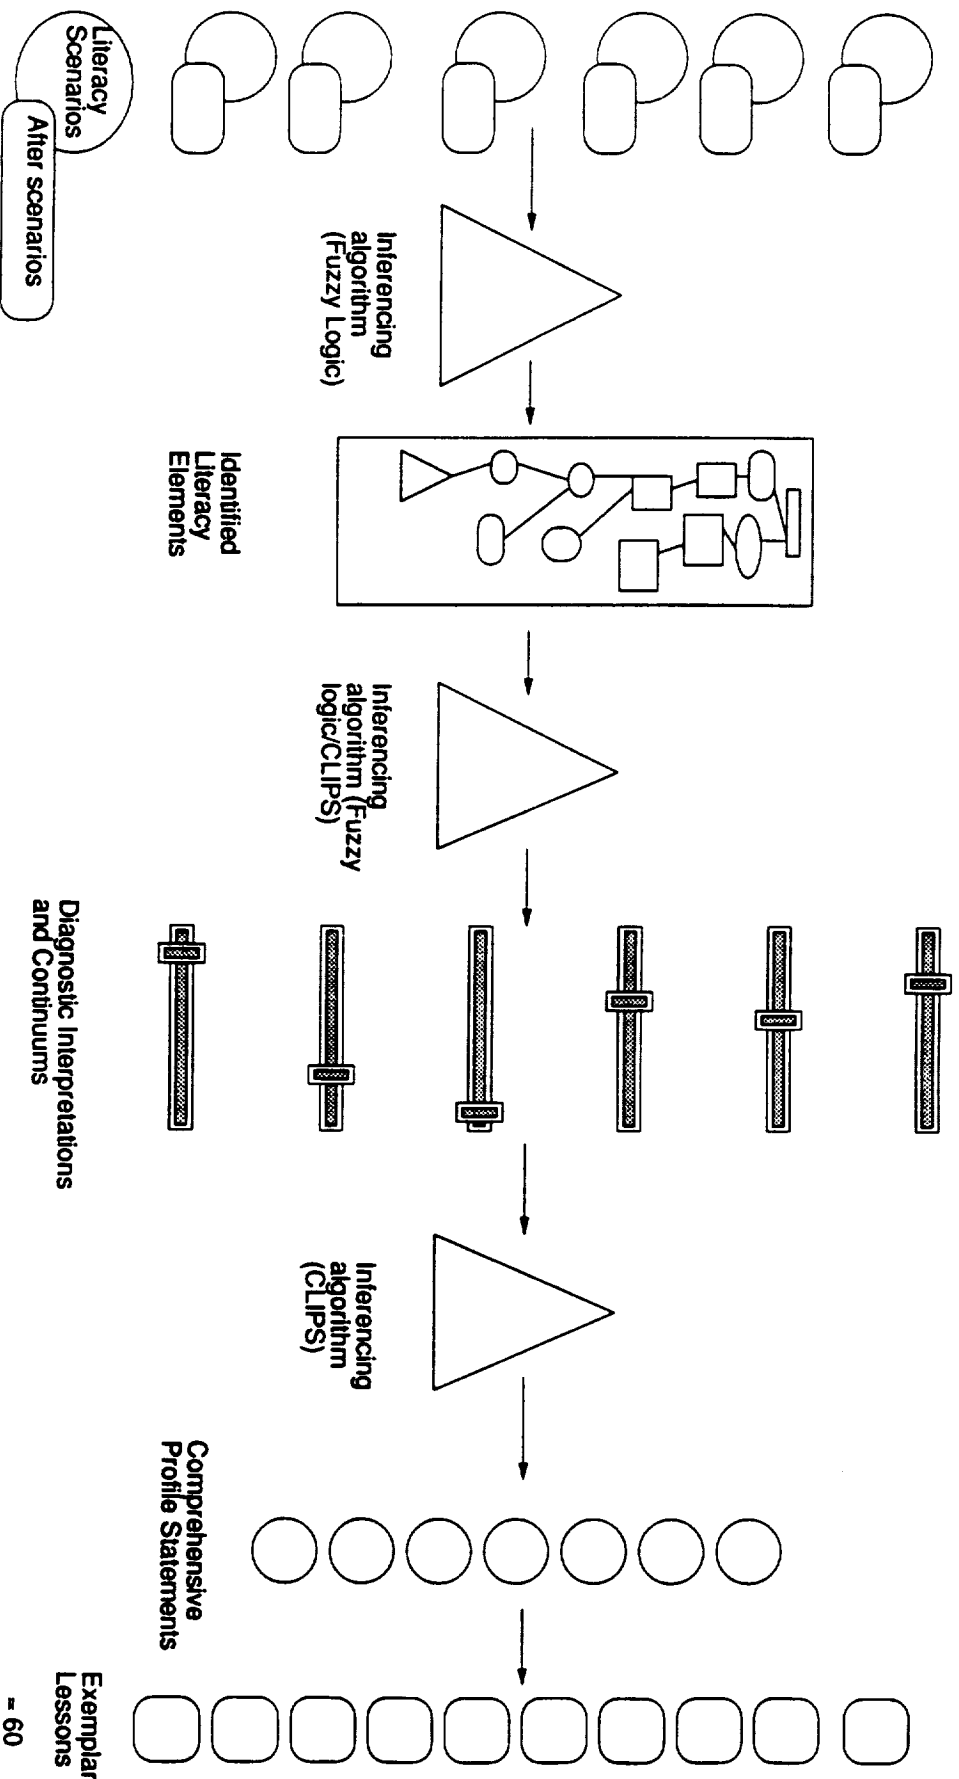 Literacy
Scenarios
After scenarios
Inferencing
algorithm
(Fuzzy Logic)
Identified
Literacy
Elements
Inferencing
algorithm (Fuzzy
logic/CLIPS)
Diagnostic Interpretations
and Continuums
Inferencing
algorithm
(CLIPS)
Comprehensive
Profile Statements
Exemplar
Lessons
= 60